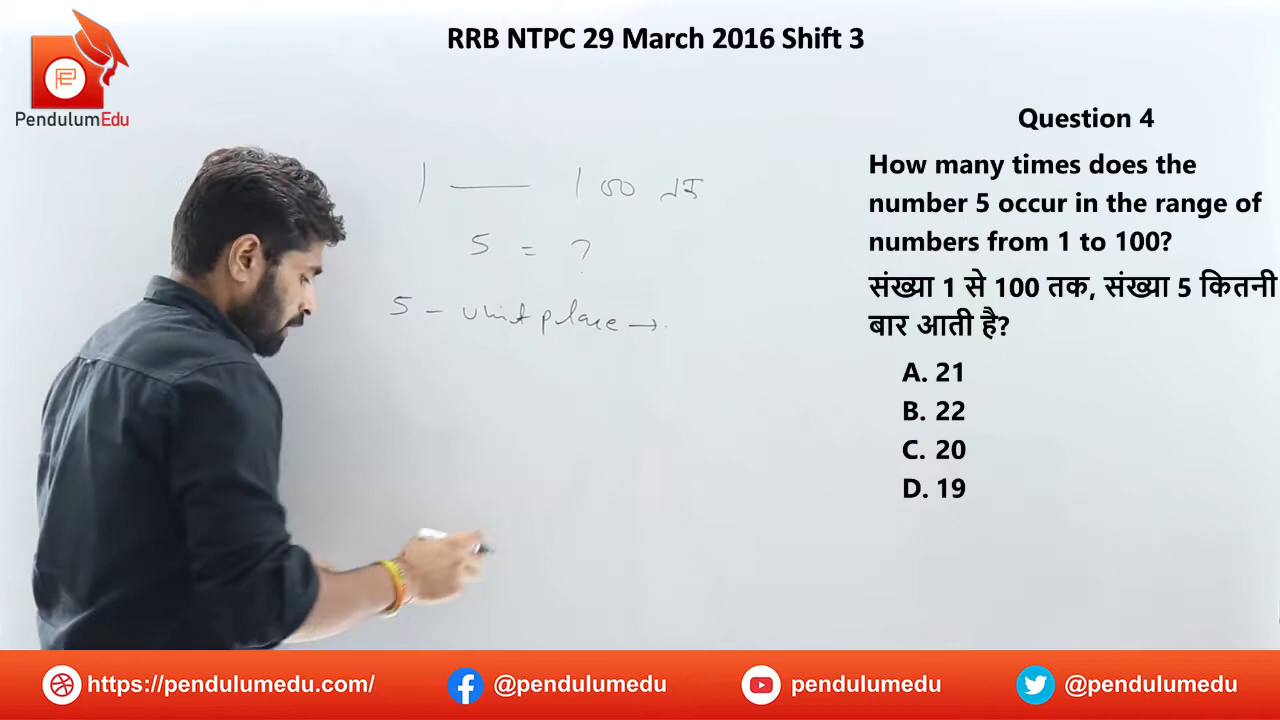 RRB NTPC 29 March 2016 Shift 3
PendulumEdu
1 — 100 तक
5 = ?
5 - unit place →
Question 4
How many times does the
number 5 occur in the range of
numbers from 1 to 100?
संख्या 1 से 100 तक, संख्या 5 कितनी
बार आती है?
A. 21
B. 22
C. 20
D. 19
https://pendulumedu.com/
@pendulumedu
pendulumedu
@pendulumedu